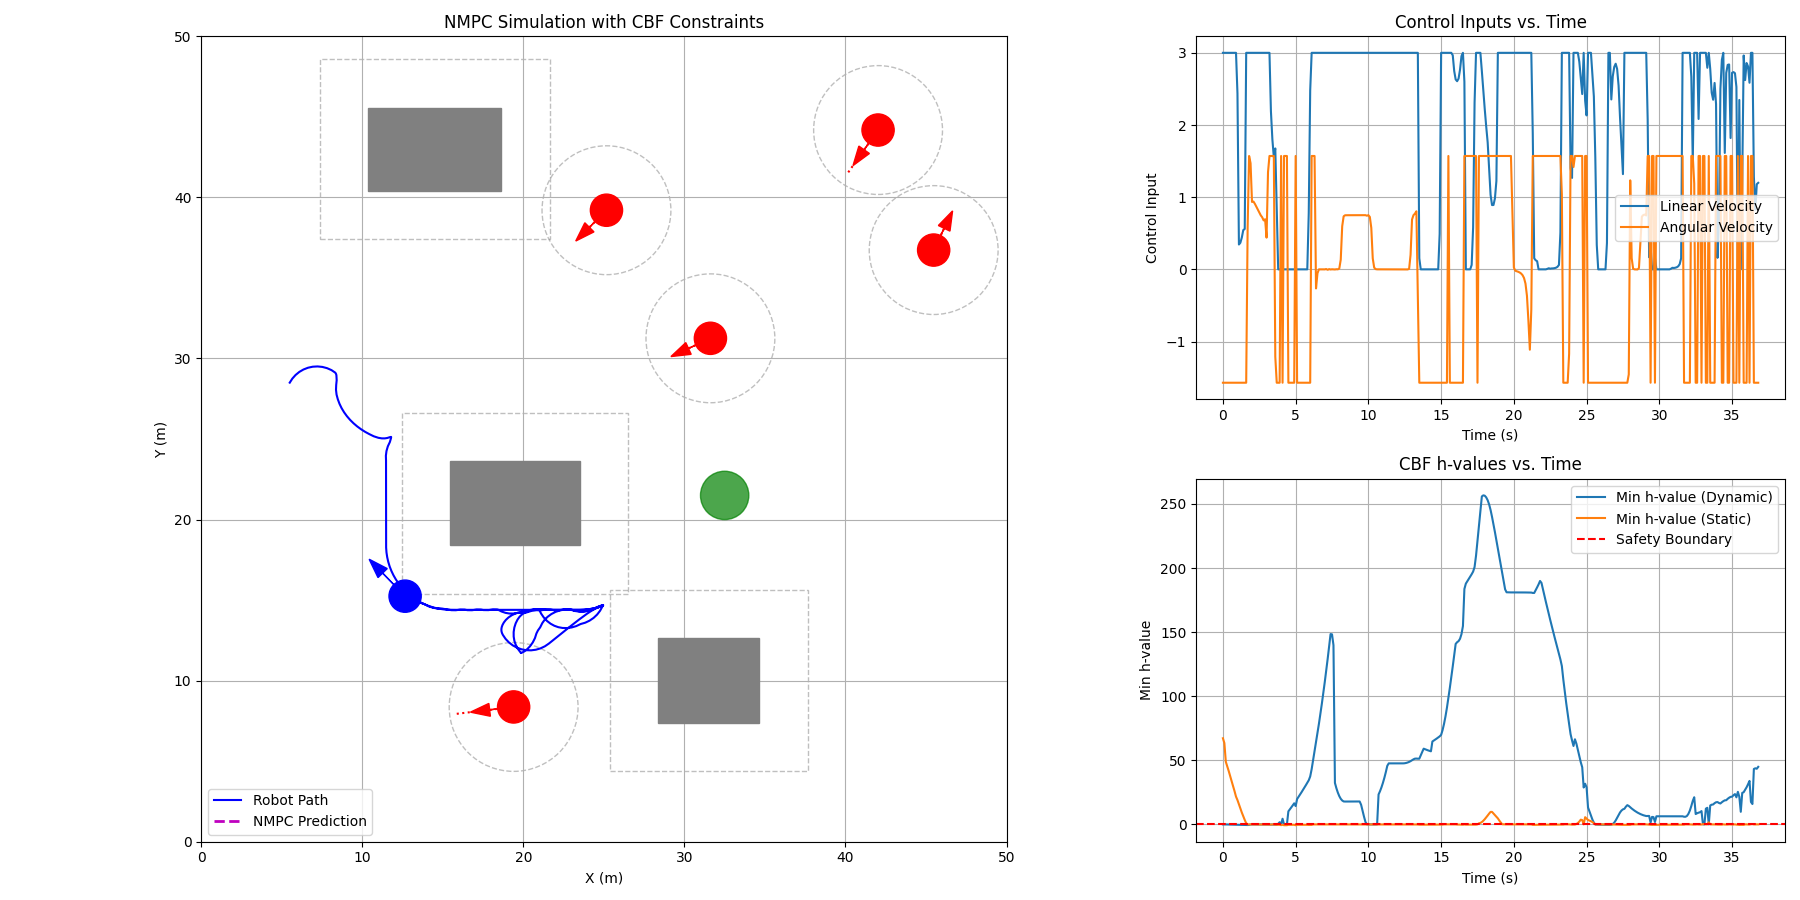 NMPC Simulation with CBF Constraints
50
40
30
20
10
0
Y (m)
Robot Path
NMPC Prediction
0 10 20 30 40 50
X (m)
Control Inputs vs. Time
3
2
1
0
−1
Control Input
Linear Velocity
Angular Velocity
0 5 10 15 20 25 30 35
Time (s)
CBF h-values vs. Time
250
200
150
100
50
0
Min h-value
Min h-value (Dynamic)
Min h-value (Static)
Safety Boundary
0 5 10 15 20 25 30 35
Time (s)